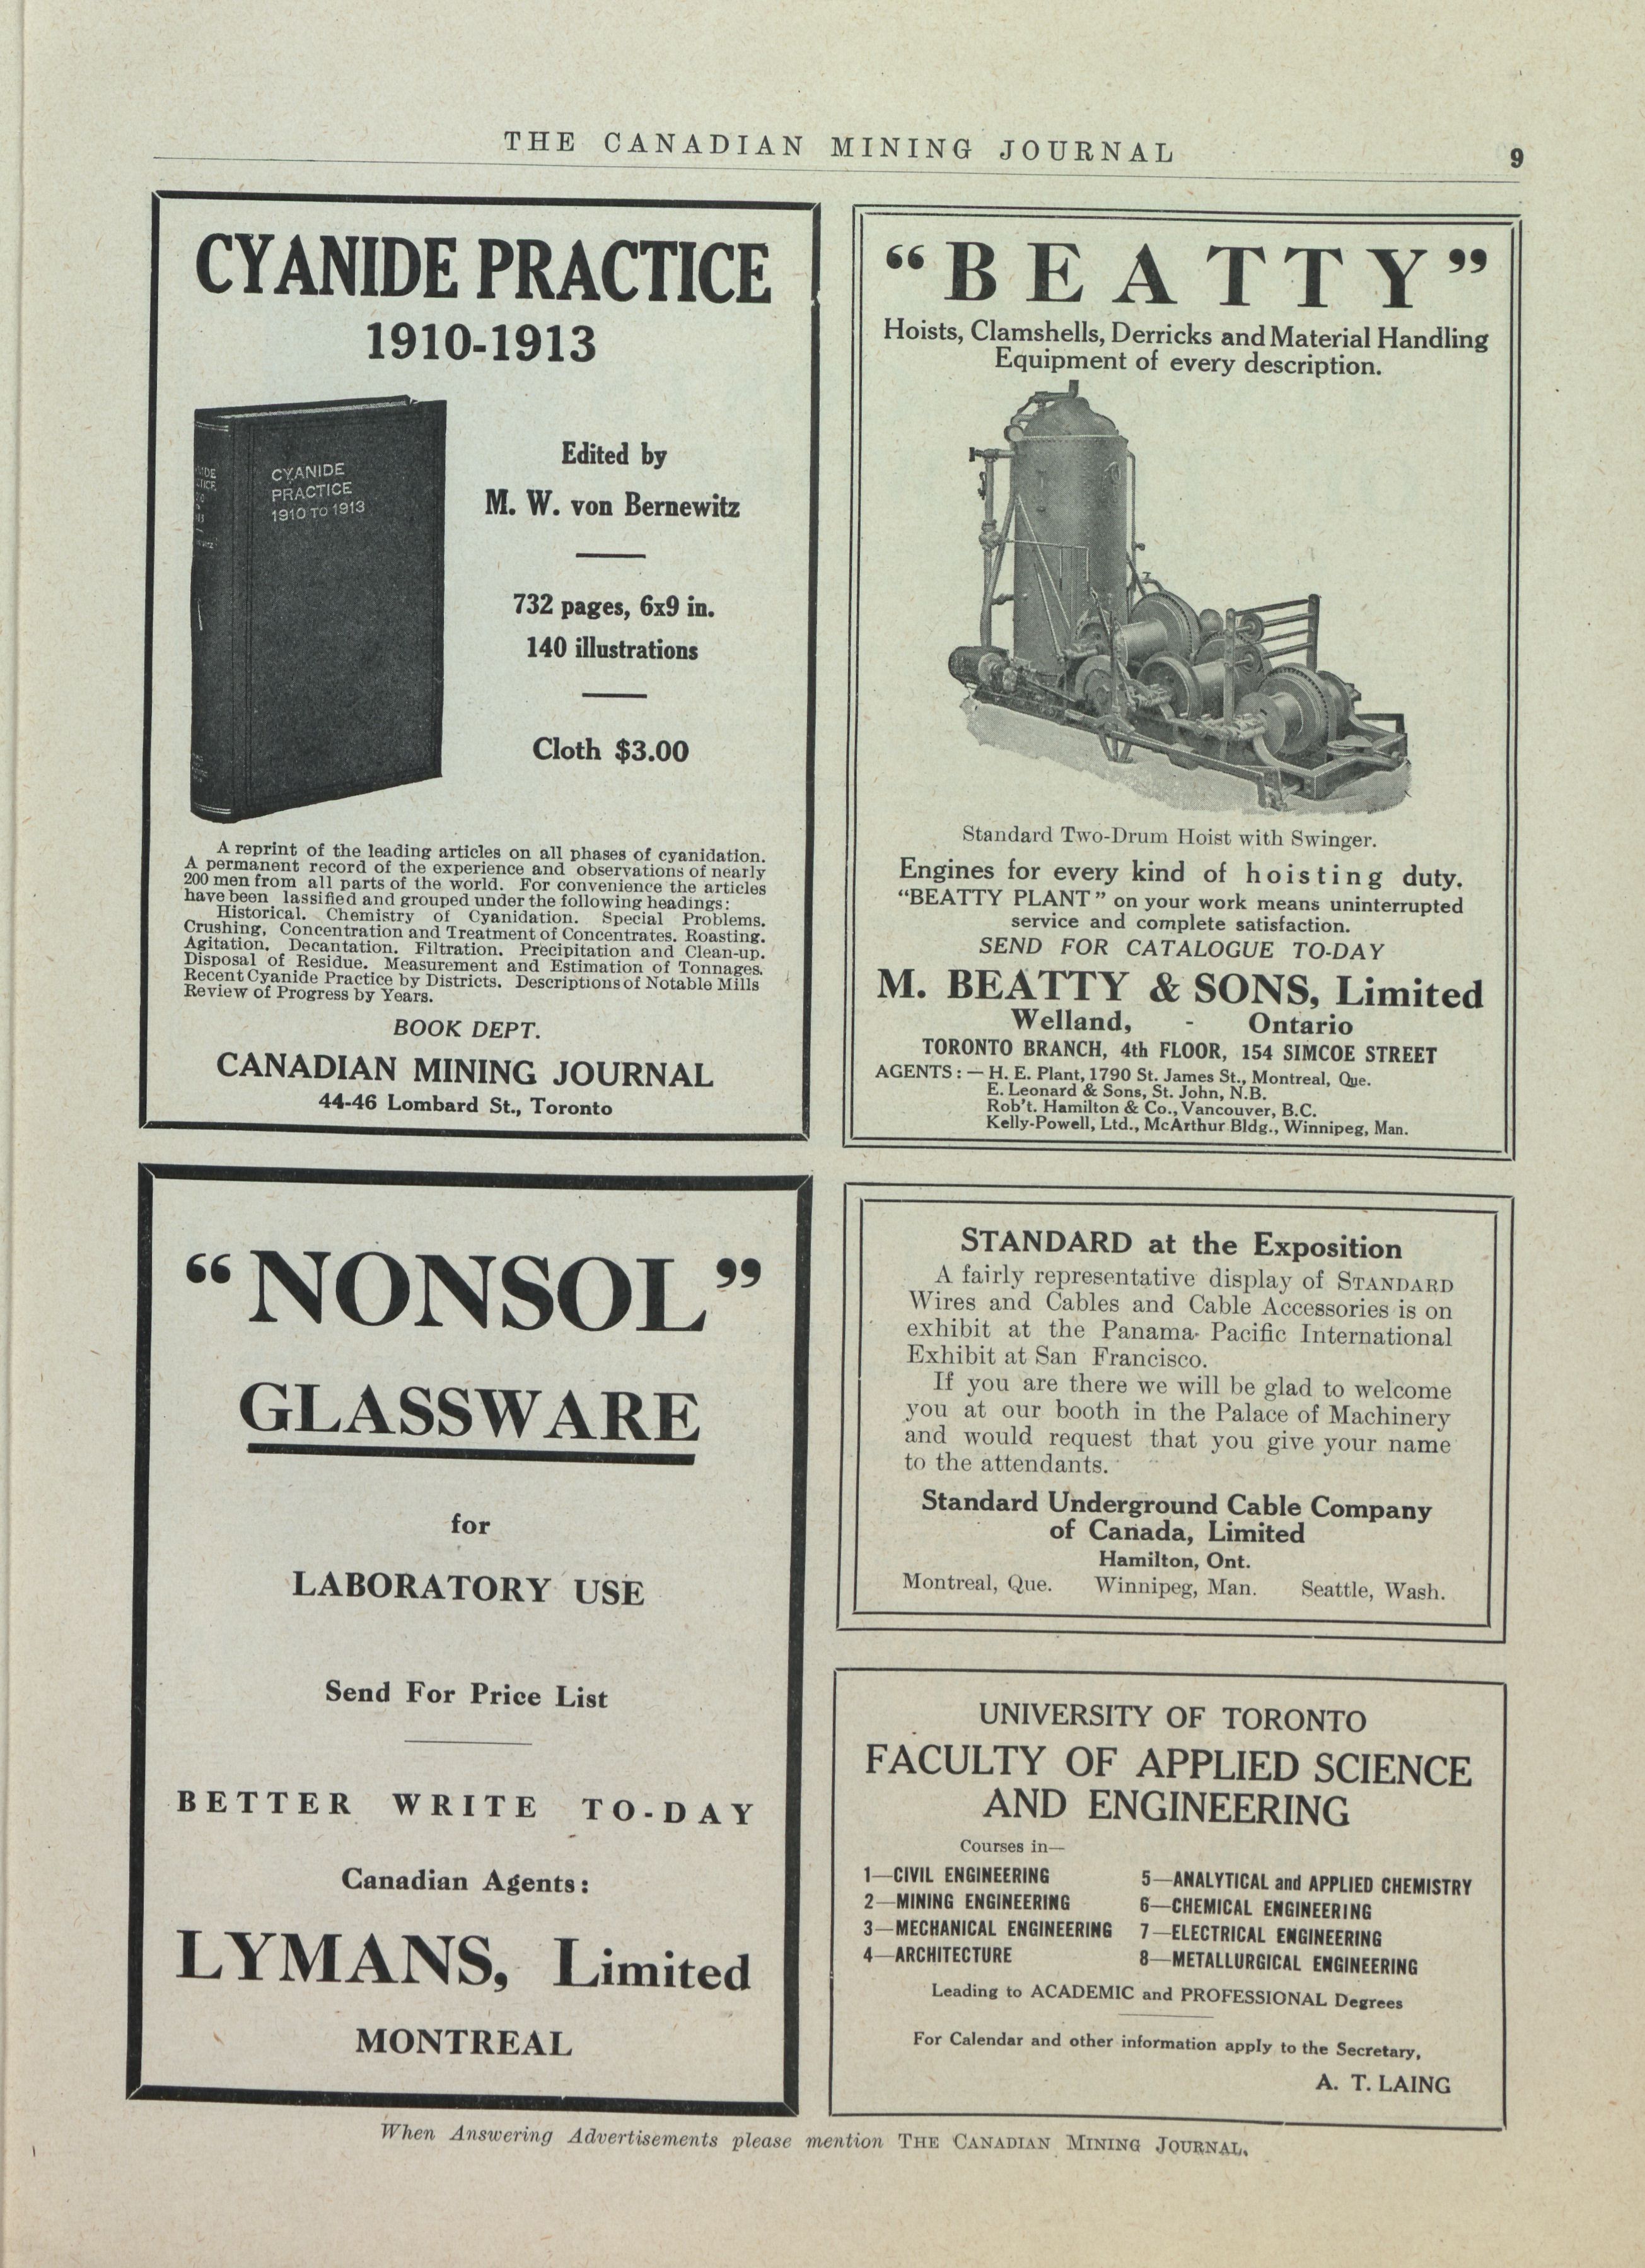 THE CANADIAN MINING JOURNAL
9
CYANIDE PRACTICE
1910-1913
CYANIDE
PRACTICE
1910 TO 1913
Edited by
M. W. von Bernewitz
732 pages, 6x9 in.
140 illustrations
Cloth $3.00
A reprint of the leading articles on all phases of cyanidation.
A permanent record of the experience and observations of nearly
200 men from all parts of the world. For convenience the articles
have been lassified and grouped under the following headings:
Historical. Chemistry of Cyanidation. Special Problems.
Crushing, Concentration and Treatment of Concentrates. Roasting.
Agitation. Decantation. Filtration. Precipitation and Clean-up.
Disposal of Residue. Measurement and Estimation of Tonnages.
Recent Cyanide Practice by Districts. Descriptions of Notable Mills
Review of Progress by Years.
BOOK DEPT.
CANADIAN MINING JOURNAL
44-46 Lombard St., Toronto
"BEATTY"
Hoists, Clamshells, Derricks and Material Handling
Equipment of every description.
Standard Two-Drum Hoist with Swinger.
Engines for every kind of hoisting duty.
"BEATTY PLANT" on your work means uninterrupted
service and complete satisfaction.
SEND FOR CATALOGUE TO-DAY
M. BEATTY & SONS, Limited
Welland, - Ontario
TORONTO BRANCH, 4th FLOOR, 154 SIMCOE STREET
AGENTS:— H. E. Plant, 1790 St. James St., Montreal, Que.
E. Leonard & Sons, St. John, N.B.
Rob't. Hamilton & Co., Vancouver, B.C.
Kelly-Powell, Ltd., McArthur Bldg., Winnipeg, Man.
"NONSOL"
GLASSWARE
for
LABORATORY USE
Send For Price List
BETTER WRITE TO-DAY
Canadian Agents:
LYMANS, Limited
MONTREAL
STANDARD at the Exposition
A fairly representative display of STANDARD
Wires and Cables and Cable Accessories is on
exhibit at the Panama-Pacific International
Exhibit at San Francisco.
If you are there we will be glad to welcome
you at our booth in the Palace of Machinery
and would request that you give your name
to the attendants.
Standard Underground Cable Company
of Canada, Limited
Hamilton, Ont.
Montreal, Que. Winnipeg, Man. Seattle, Wash.
UNIVERSITY OF TORONTO
FACULTY OF APPLIED SCIENCE
AND ENGINEERING
Courses in—
1—CIVIL ENGINEERING
2—MINING ENGINEERING
3—MECHANICAL ENGINEERING
4—ARCHITECTURE
5—ANALYTICAL and APPLIED CHEMISTRY
6—CHEMICAL ENGINEERING
7—ELECTRICAL ENGINEERING
8—METALLURGICAL ENGINEERING
Leading to ACADEMIC and PROFESSIONAL Degrees
For Calendar and other information apply to the Secretary,
A. T. LAING
When Answering Advertisements please mention THE CANADIAN MINING JOURNAL.